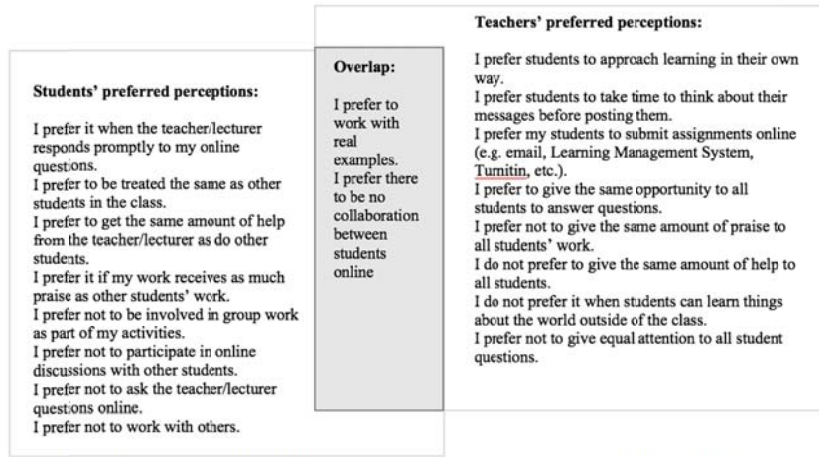 Students' preferred perceptions:
I prefer it when the teacher/lecturer
responds promptly to my online
questions.
I prefer to be treated the same as other
students in the class.
I prefer to get the same amount of help
from the teacher/lecturer as do other
students.
I prefer it if my work receives as much
praise as other students' work.
I prefer not to be involved in group work
as part of my activities.
I prefer not to participate in online
discussions with other students.
I prefer not to ask the teacher/lecturer
questions online.
I prefer not to work with others.
Overlap:
I prefer to
work with
real
examples.
I prefer there
to be no
collaboration
between
students
online
Teachers' preferred perceptions:
I prefer students to approach learning in their own
way.
I prefer students to take time to think about their
messages before posting them.
I prefer my students to submit assignments online
(e.g. email, Learning Management System,
Turnitin, etc.).
I prefer to give the same opportunity to all
students to answer questions.
I prefer not to give the same amount of praise to
all students' work.
I do not prefer to give the same amount of help to
all students.
I do not prefer it when students can learn things
about the world outside of the class.
I prefer not to give equal attention to all student
questions.